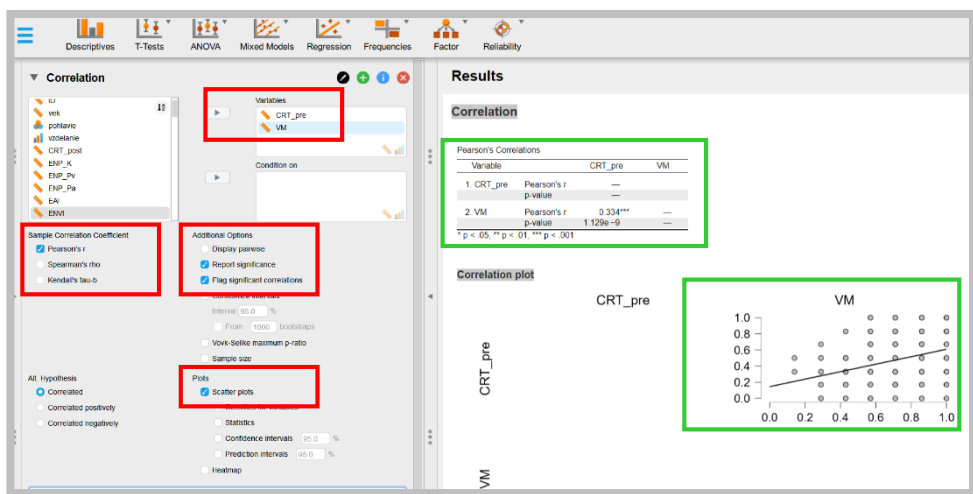 Descriptives T-Tests ANOVA Mixed Models Regression Frequencies Factor Reliability
Correlation
ID
vek
pohlavie
vzdelanie
CRT_post
ENP_K
ENP_Pv
ENP_Pa
EAI
ENVI
Variables
CRT_pre
VM
Condition on
Sample Correlation Coefficient
Pearson's r
Spearman's rho
Kendall's tau-b
Additional Options
Display pairwise
Report significance
Flag significant correlations
Confidence intervals
Interval 95.0 %
From 1000 bootstraps
Vovk-Selke maximum p-ratio
Sample size
Alt. Hypothesis
Correlated
Correlated positively
Correlated negatively
Plots
Scatter plots
Statistics
Confidence intervals 95.0 %
Prediction intervals 95.0 %
Heatmap
Results
Correlation
Pearson's Correlations
Variable CRT_pre VM
1. CRT_pre Pearson's r —
p-value —
2. VM Pearson's r 0.334*** —
p-value 1.129e -9 —
* p < .05, ** p < .01, *** p < .001
Correlation plot
CRT_pre VM
CRT_pre
1.0
0.8
0.6
0.4
0.2
0.0
0.0 0.2 0.4 0.6 0.8 1.0
VM